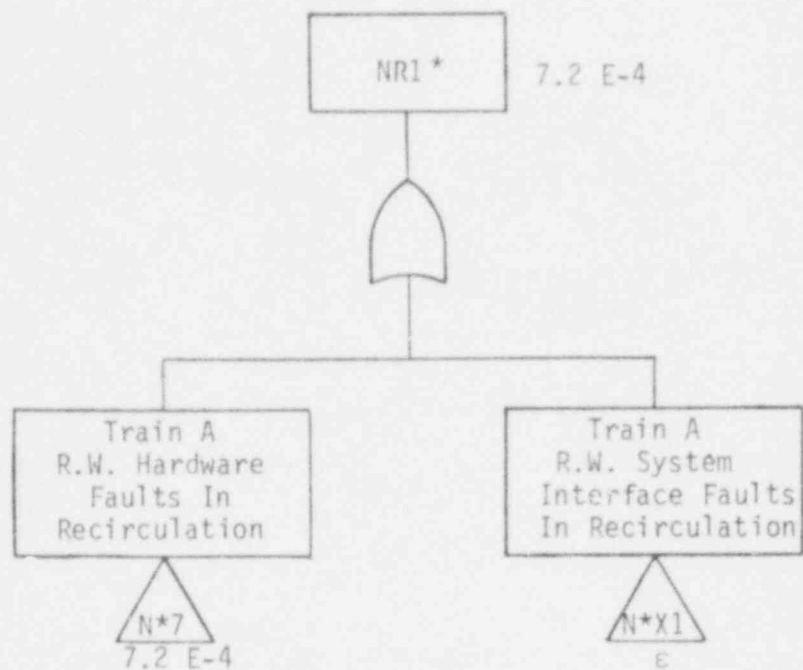 NR1 *
7.2 E-4
Train A
R.W. Hardware
Faults In
Recirculation
N*7
7.2 E-4
Train A
R.W. System
Interface Faults
In Recirculation
N*X1
ε